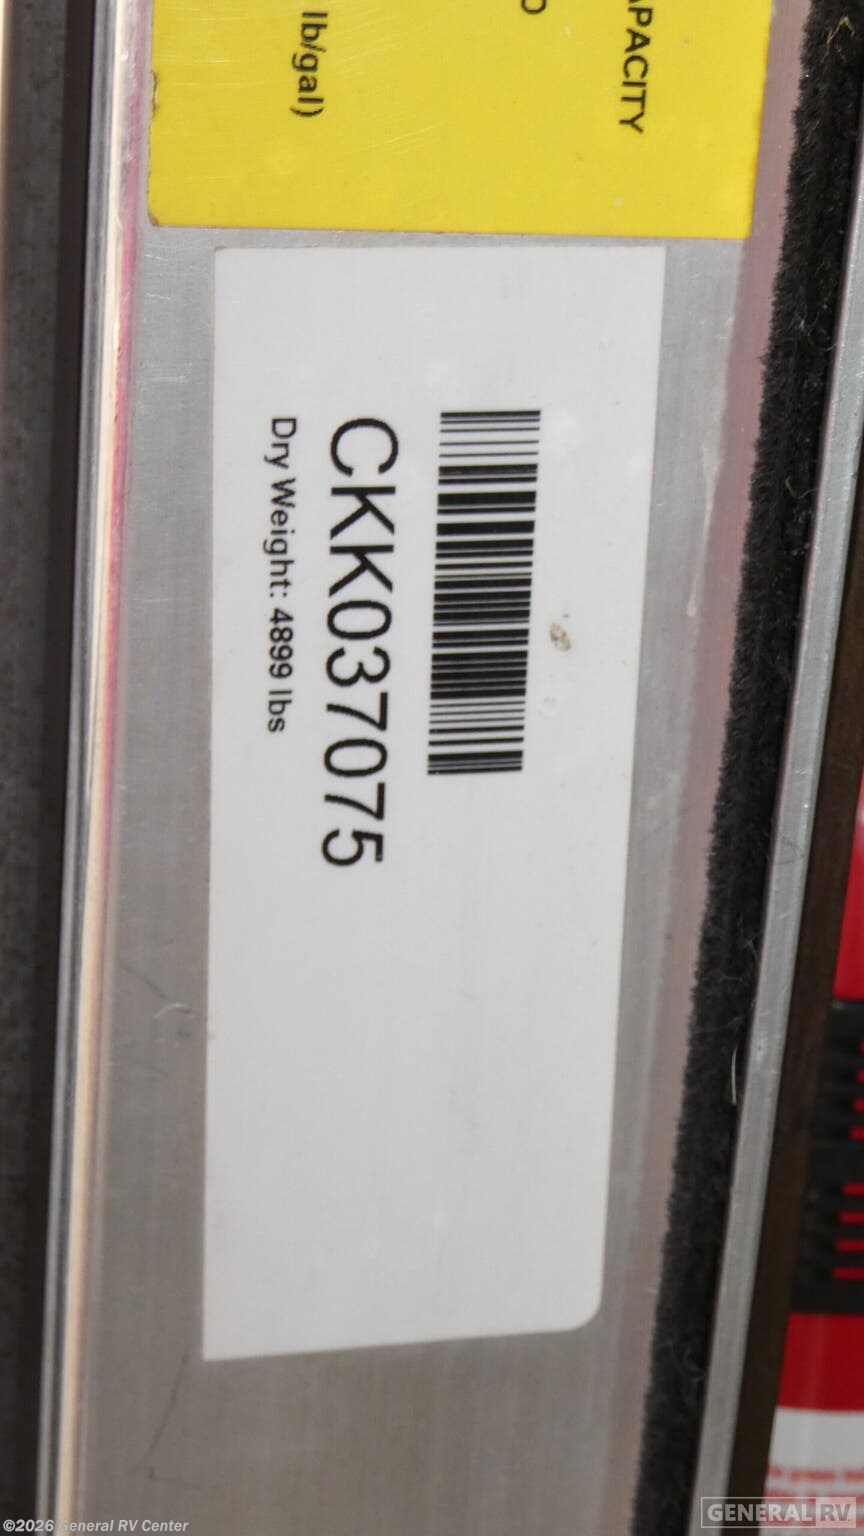 APACITY
lb/gal)
CKK037075
Dry Weight: 4899 lbs
©2026 General RV Center
GENERAL RV